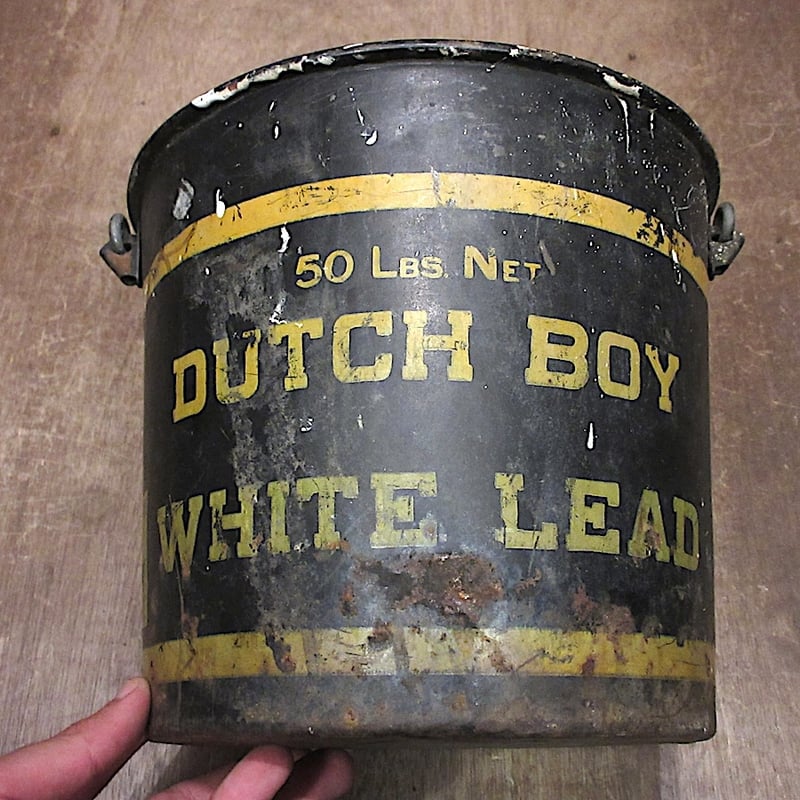 50 LBS. NET
DUTCH BOY
WHITE LEAD